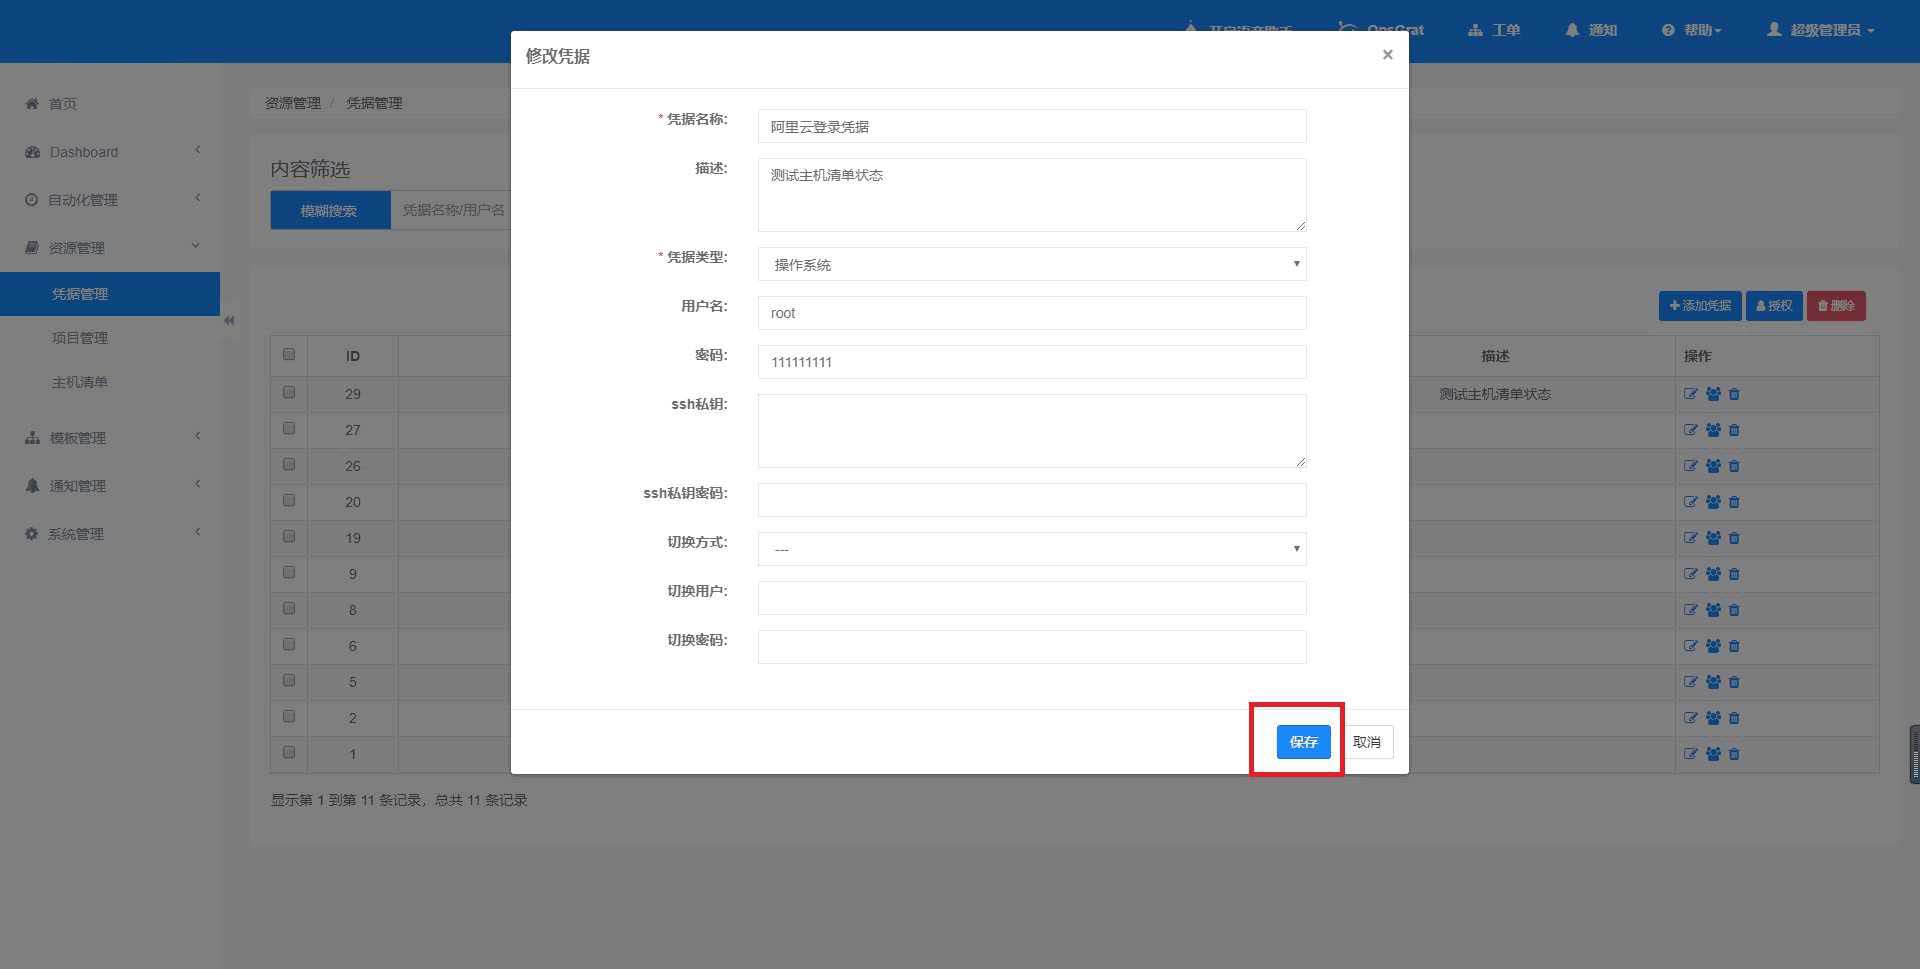 OpsGrat
工单
通知
帮助
超级管理员
修改凭据
×
首页
Dashboard
自动化管理
资源管理
凭据管理
项目管理
主机清单
模板管理
通知管理
系统管理
资源管理 / 凭据管理
内容筛选
模糊搜索
凭据名称/用户名
* 凭据名称:
阿里云登录凭据
描述:
测试主机清单状态
* 凭据类型:
操作系统
用户名:
root
密码:
111111111
ssh私钥:
ssh私钥密码:
切换方式:
---
切换用户:
切换密码:
保存
取消
添加凭据
授权
删除
ID
描述
操作
29
测试主机清单状态
27
26
20
19
9
8
6
5
2
1
显示第 1 到第 11 条记录，总共 11 条记录